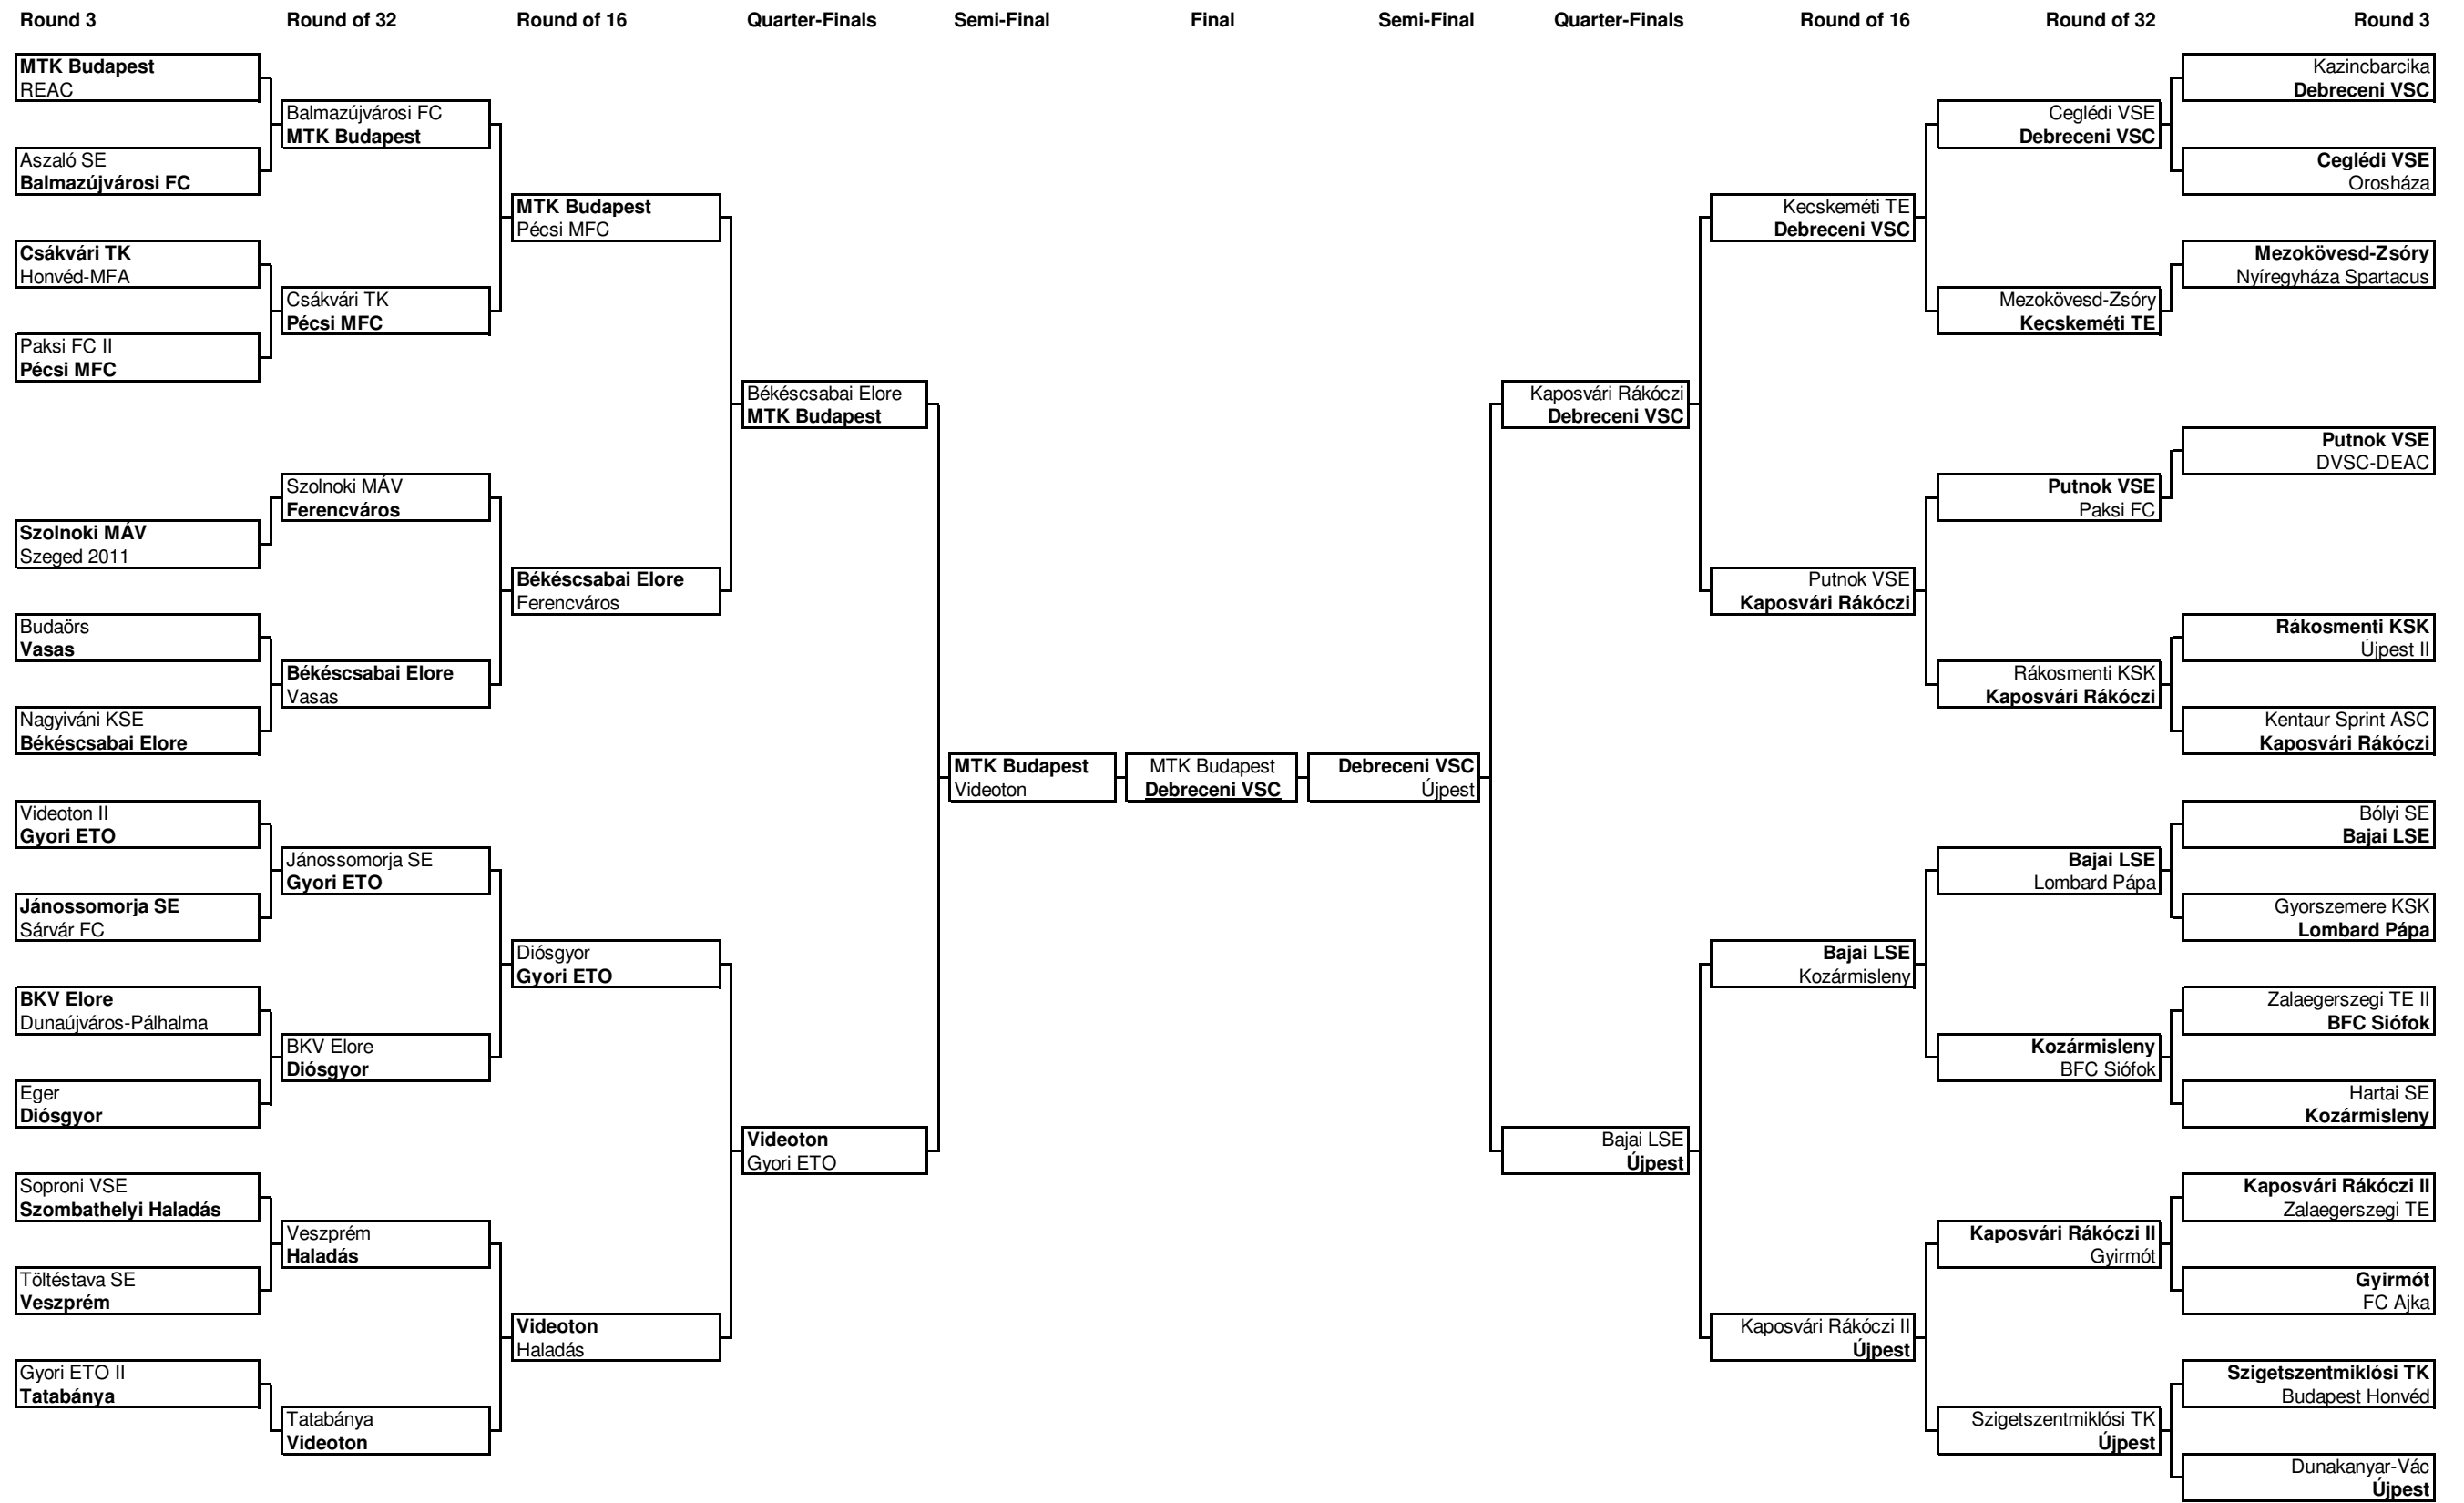 Round 3
Round of 32
Round of 16
Quarter-Finals
Semi-Final
Final
Semi-Final
Quarter-Finals
Round of 16
Round of 32
Round 3
MTK Budapest
REAC
Aszaló SE
Balmazújvárosi FC
Csákvári TK
Honvéd-MFA
Paksi FC II
Pécsi MFC
Szolnoki MÁV
Szeged 2011
Budaörs
Vasas
Nagyiváni KSE
Békéscsabai Elore
Videoton II
Gyori ETO
Jánossomorja SE
Sárvár FC
BKV Elore
Dunaújváros-Pálhalma
Eger
Diósgyor
Soproni VSE
Szombathelyi Haladás
Töltéstava SE
Veszprém
Gyori ETO II
Tatabánya
Balmazújvárosi FC
MTK Budapest
Csákvári TK
Pécsi MFC
Szolnoki MÁV
Ferencváros
Békéscsabai Elore
Vasas
Jánossomorja SE
Gyori ETO
BKV Elore
Diósgyor
Veszprém
Haladás
Tatabánya
Videoton
MTK Budapest
Pécsi MFC
Békéscsabai Elore
Ferencváros
Diósgyor
Gyori ETO
Videoton
Haladás
Békéscsabai Elore
MTK Budapest
Videoton
Gyori ETO
MTK Budapest
Videoton
MTK Budapest
Debreceni VSC
Debreceni VSC
Újpest
Kaposvári Rákóczi
Debreceni VSC
Bajai LSE
Újpest
Kecskeméti TE
Debreceni VSC
Putnok VSE
Kaposvári Rákóczi
Bajai LSE
Kozármisleny
Kaposvári Rákóczi II
Újpest
Ceglédi VSE
Debreceni VSC
Mezokövesd-Zsóry
Kecskeméti TE
Putnok VSE
Paksi FC
Rákosmenti KSK
Kaposvári Rákóczi
Bajai LSE
Lombard Pápa
Kozármisleny
BFC Siófok
Kaposvári Rákóczi II
Gyirmót
Szigetszentmiklósi TK
Újpest
Kazincbarcika
Debreceni VSC
Ceglédi VSE
Orosháza
Mezokövesd-Zsóry
Nyíregyháza Spartacus
Putnok VSE
DVSC-DEAC
Rákosmenti KSK
Újpest II
Kentaur Sprint ASC
Kaposvári Rákóczi
Bólyi SE
Bajai LSE
Gyorszemere KSK
Lombard Pápa
Zalaegerszegi TE II
BFC Siófok
Hartai SE
Kozármisleny
Kaposvári Rákóczi II
Zalaegerszegi TE
Gyirmót
FC Ajka
Szigetszentmiklósi TK
Budapest Honvéd
Dunakanyar-Vác
Újpest